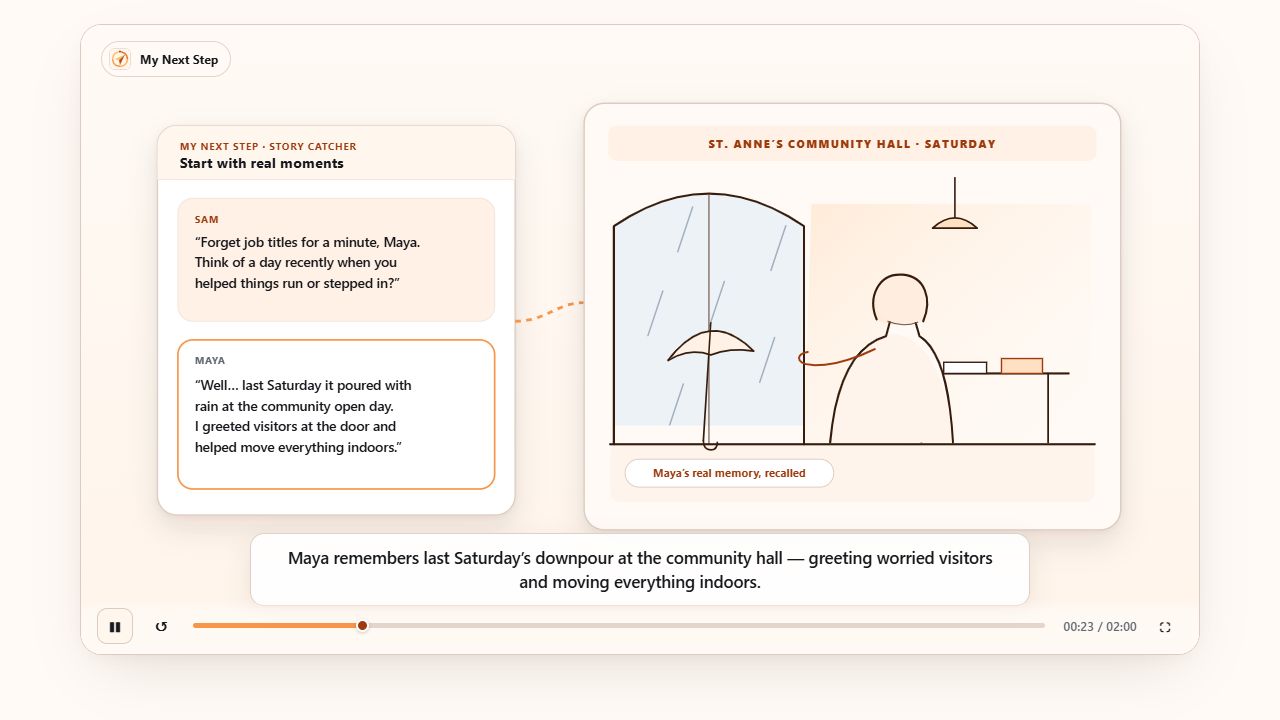 My Next Step
MY NEXT STEP · STORY CATCHER
Start with real moments
SAM
“Forget job titles for a minute, Maya.
Think of a day recently when you
helped things run or stepped in?”
MAYA
“Well… last Saturday it poured with
rain at the community open day.
I greeted visitors at the door and
helped move everything indoors.”
ST. ANNE’S COMMUNITY HALL · SATURDAY
Maya’s real memory, recalled
Maya remembers last Saturday’s downpour at the community hall — greeting worried visitors
and moving everything indoors.
00:23 / 02:00